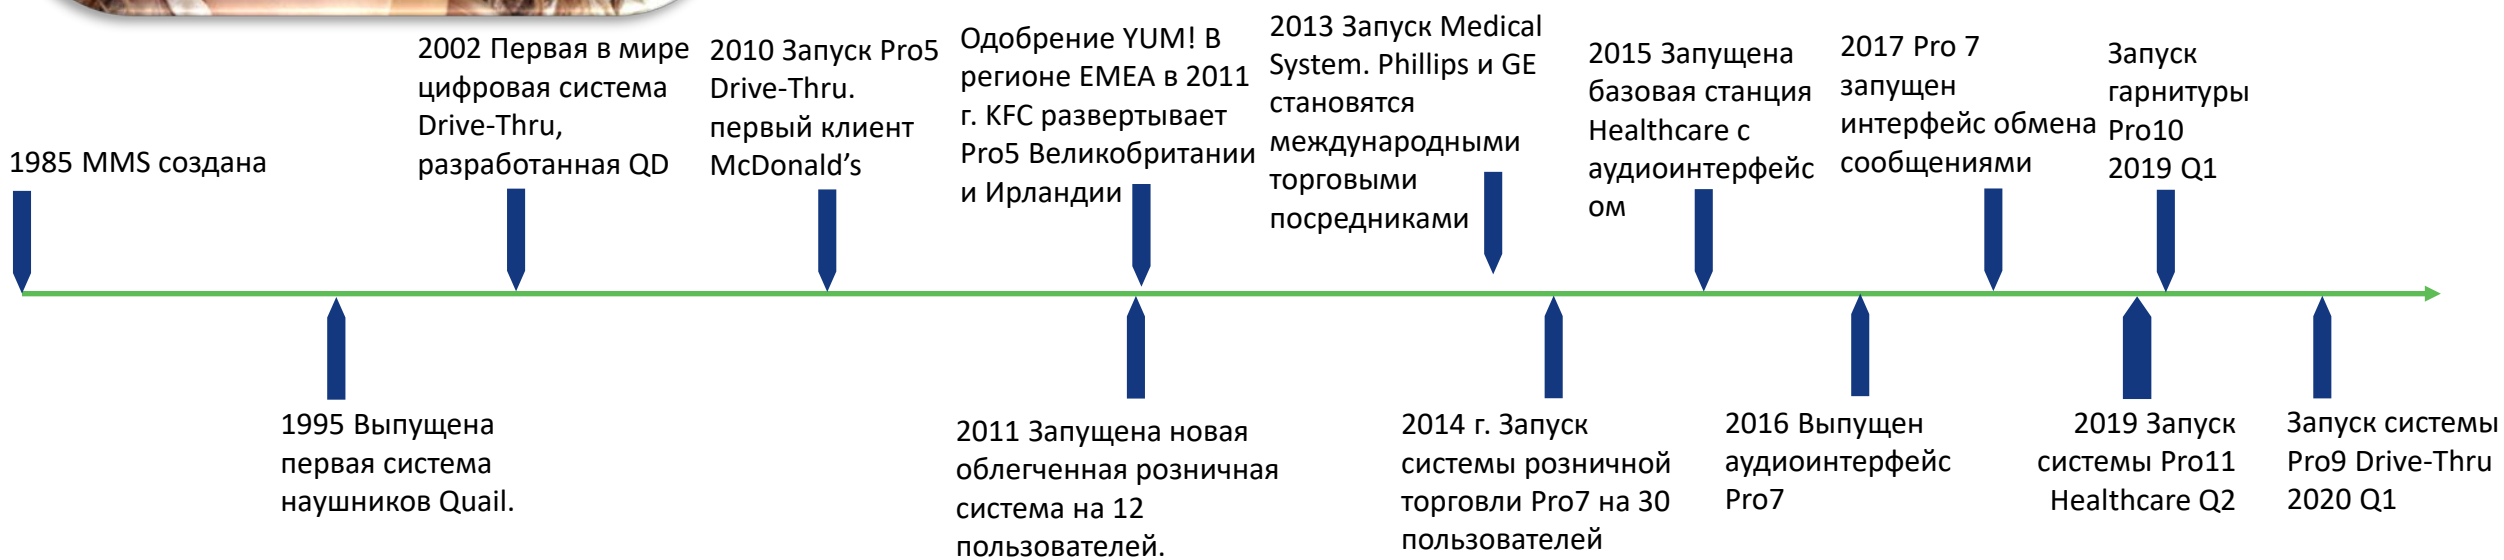 1985 MMS создана
2002 Первая в мире
цифровая система
Drive-Thru,
разработанная QD
2010 Запуск Pro5
Drive-Thru.
первый клиент
McDonald’s
Одобрение YUM! В
регионе EMEA в 2011
г. KFC развертывает
Pro5 Великобритании
и Ирландии
2013 Запуск Medical
System. Phillips и GE
становятся
международными
торговыми
посредниками
2015 Запущена
базовая станция
Healthcare с
аудиоинтерфейс
ом
2017 Pro 7
запущен
интерфейс обмена
сообщениями
Запуск
гарнитуры
Pro10
2019 Q1
1995 Выпущена
первая система
наушников Quail.
2011 Запущена новая
облегченная розничная
система на 12
пользователей.
2014 г. Запуск
системы розничной
торговли Pro7 на 30
пользователей
2016 Выпущен
аудиоинтерфейс
Pro7
2019 Запуск
системы Pro11
Healthcare Q2
Запуск системы
Pro9 Drive-Thru
2020 Q1